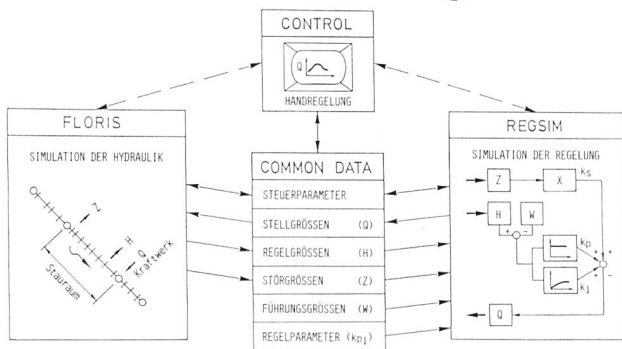 CONTROL
Q
HANDREGELUNG
FLORIS
SIMULATION DER HYDRAULIK
Z
H
Q
Kraftwerk
Stauraum
COMMON DATA
STEUERPARAMETER
STELLGRÖSSEN (Q)
REGELGRÖSSEN (H)
STÖRGRÖSSEN (Z)
FÜHRUNGSGRÖSSEN (W)
REGELPARAMETER (kpi)
REGSIM
SIMULATION DER REGELUNG
Z X ks
H W
+ -
kp
+ +
-
ki
Q